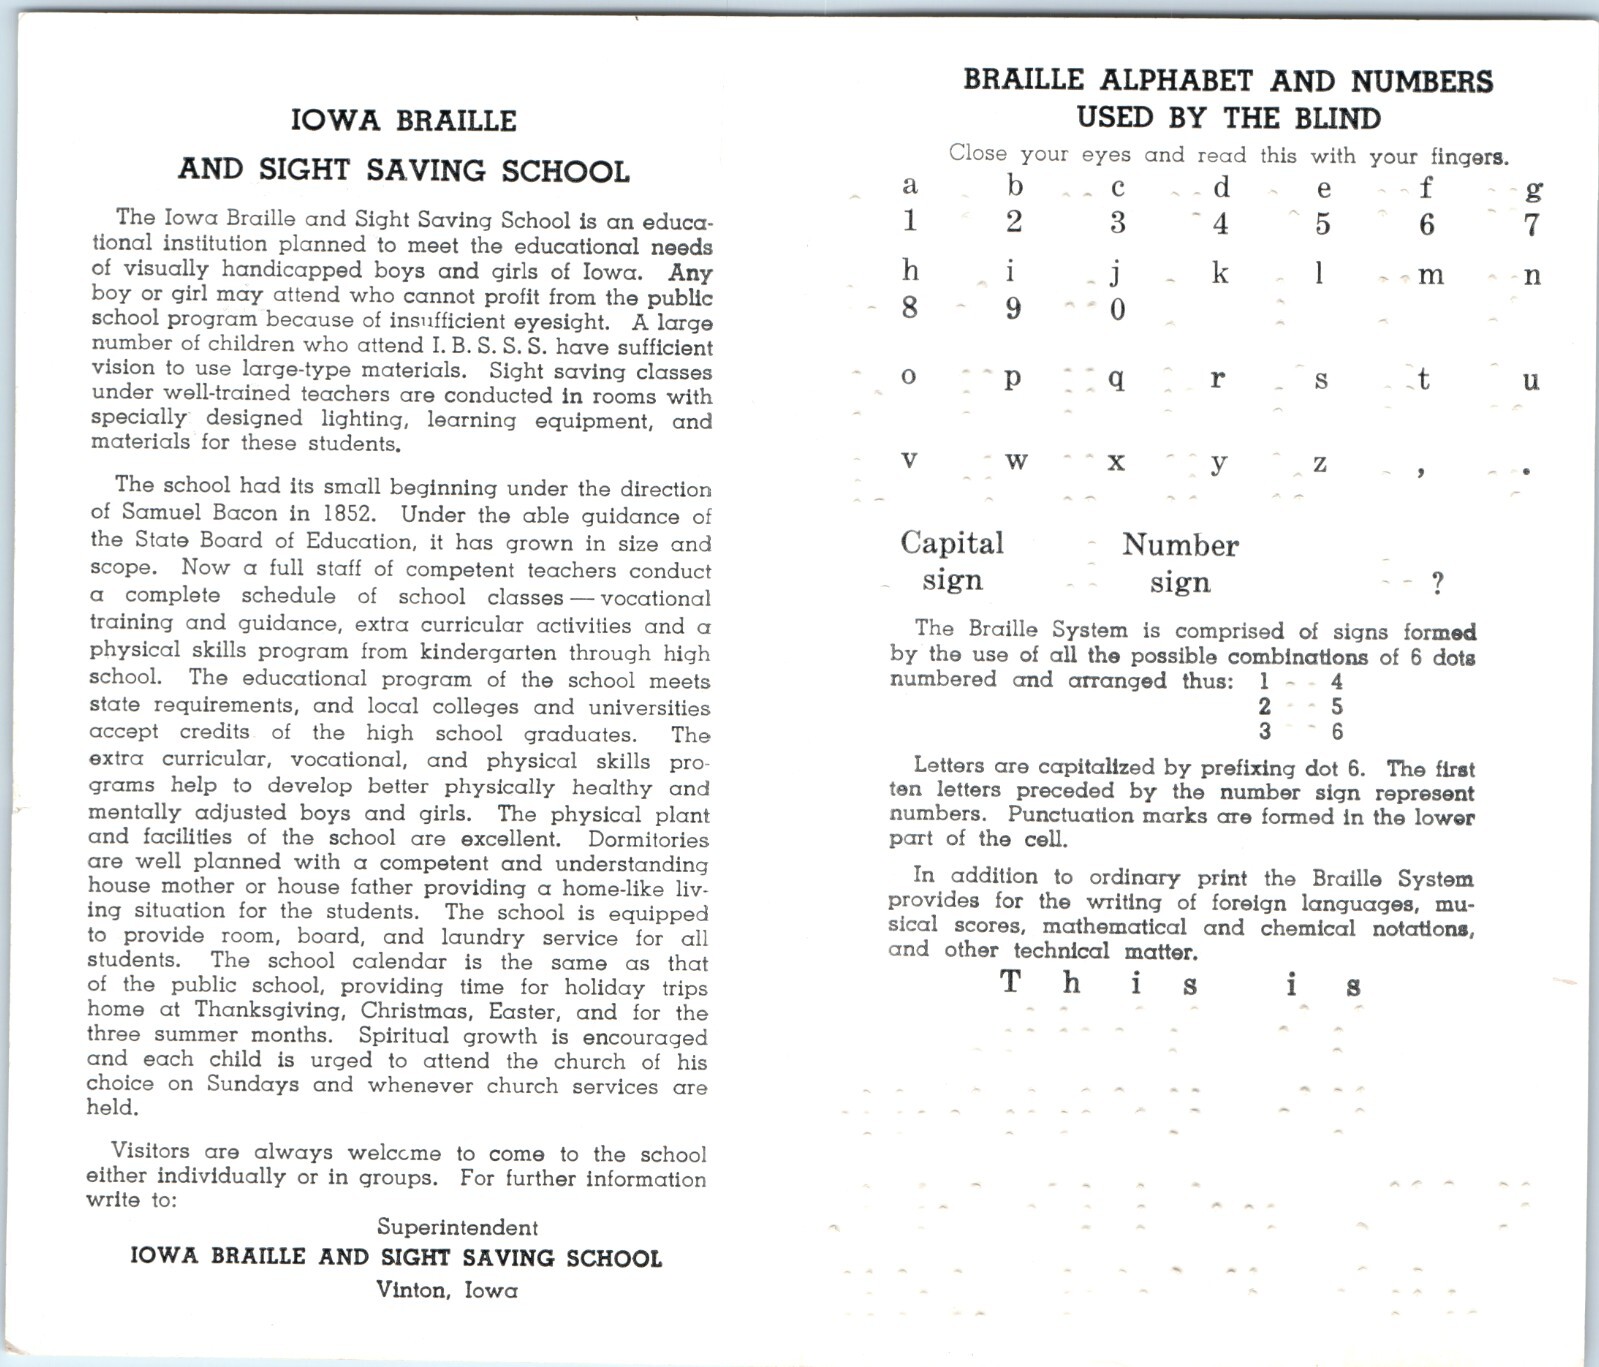 IOWA BRAILLE
AND SIGHT SAVING SCHOOL
The Iowa Braille and Sight Saving School is an educa-
tional institution planned to meet the educational needs
of visually handicapped boys and girls of Iowa. Any
boy or girl may attend who cannot profit from the public
school program because of insufficient eyesight. A large
number of children who attend I. B. S. S. S. have sufficient
vision to use large-type materials. Sight saving classes
under well-trained teachers are conducted in rooms with
specially designed lighting, learning equipment, and
materials for these students.
The school had its small beginning under the direction
of Samuel Bacon in 1852. Under the able guidance of
the State Board of Education, it has grown in size and
scope. Now a full staff of competent teachers conduct
a complete schedule of school classes — vocational
training and guidance, extra curricular activities and a
physical skills program from kindergarten through high
school. The educational program of the school meets
state requirements, and local colleges and universities
accept credits of the high school graduates. The
extra curricular, vocational, and physical skills pro-
grams help to develop better physically healthy and
mentally adjusted boys and girls. The physical plant
and facilities of the school are excellent. Dormitories
are well planned with a competent and understanding
house mother or house father providing a home-like liv-
ing situation for the students. The school is equipped
to provide room, board, and laundry service for all
students. The school calendar is the same as that
of the public school, providing time for holiday trips
home at Thanksgiving, Christmas, Easter, and for the
three summer months. Spiritual growth is encouraged
and each child is urged to attend the church of his
choice on Sundays and whenever church services are
held.
Visitors are always welcome to come to the school
either individually or in groups. For further information
write to:
Superintendent
IOWA BRAILLE AND SIGHT SAVING SCHOOL
Vinton, Iowa
BRAILLE ALPHABET AND NUMBERS
USED BY THE BLIND
Close your eyes and read this with your fingers.
a b c d e f g
1 2 3 4 5 6 7
h i j k l m n
8 9 0
o p q r s t u
v w x y z , .
Capital Number
sign sign ?
The Braille System is comprised of signs formed
by the use of all the possible combinations of 6 dots
numbered and arranged thus: 1 4
2 5
3 6
Letters are capitalized by prefixing dot 6. The first
ten letters preceded by the number sign represent
numbers. Punctuation marks are formed in the lower
part of the cell.
In addition to ordinary print the Braille System
provides for the writing of foreign languages, mu-
sical scores, mathematical and chemical notations,
and other technical matter.
T h i s i s